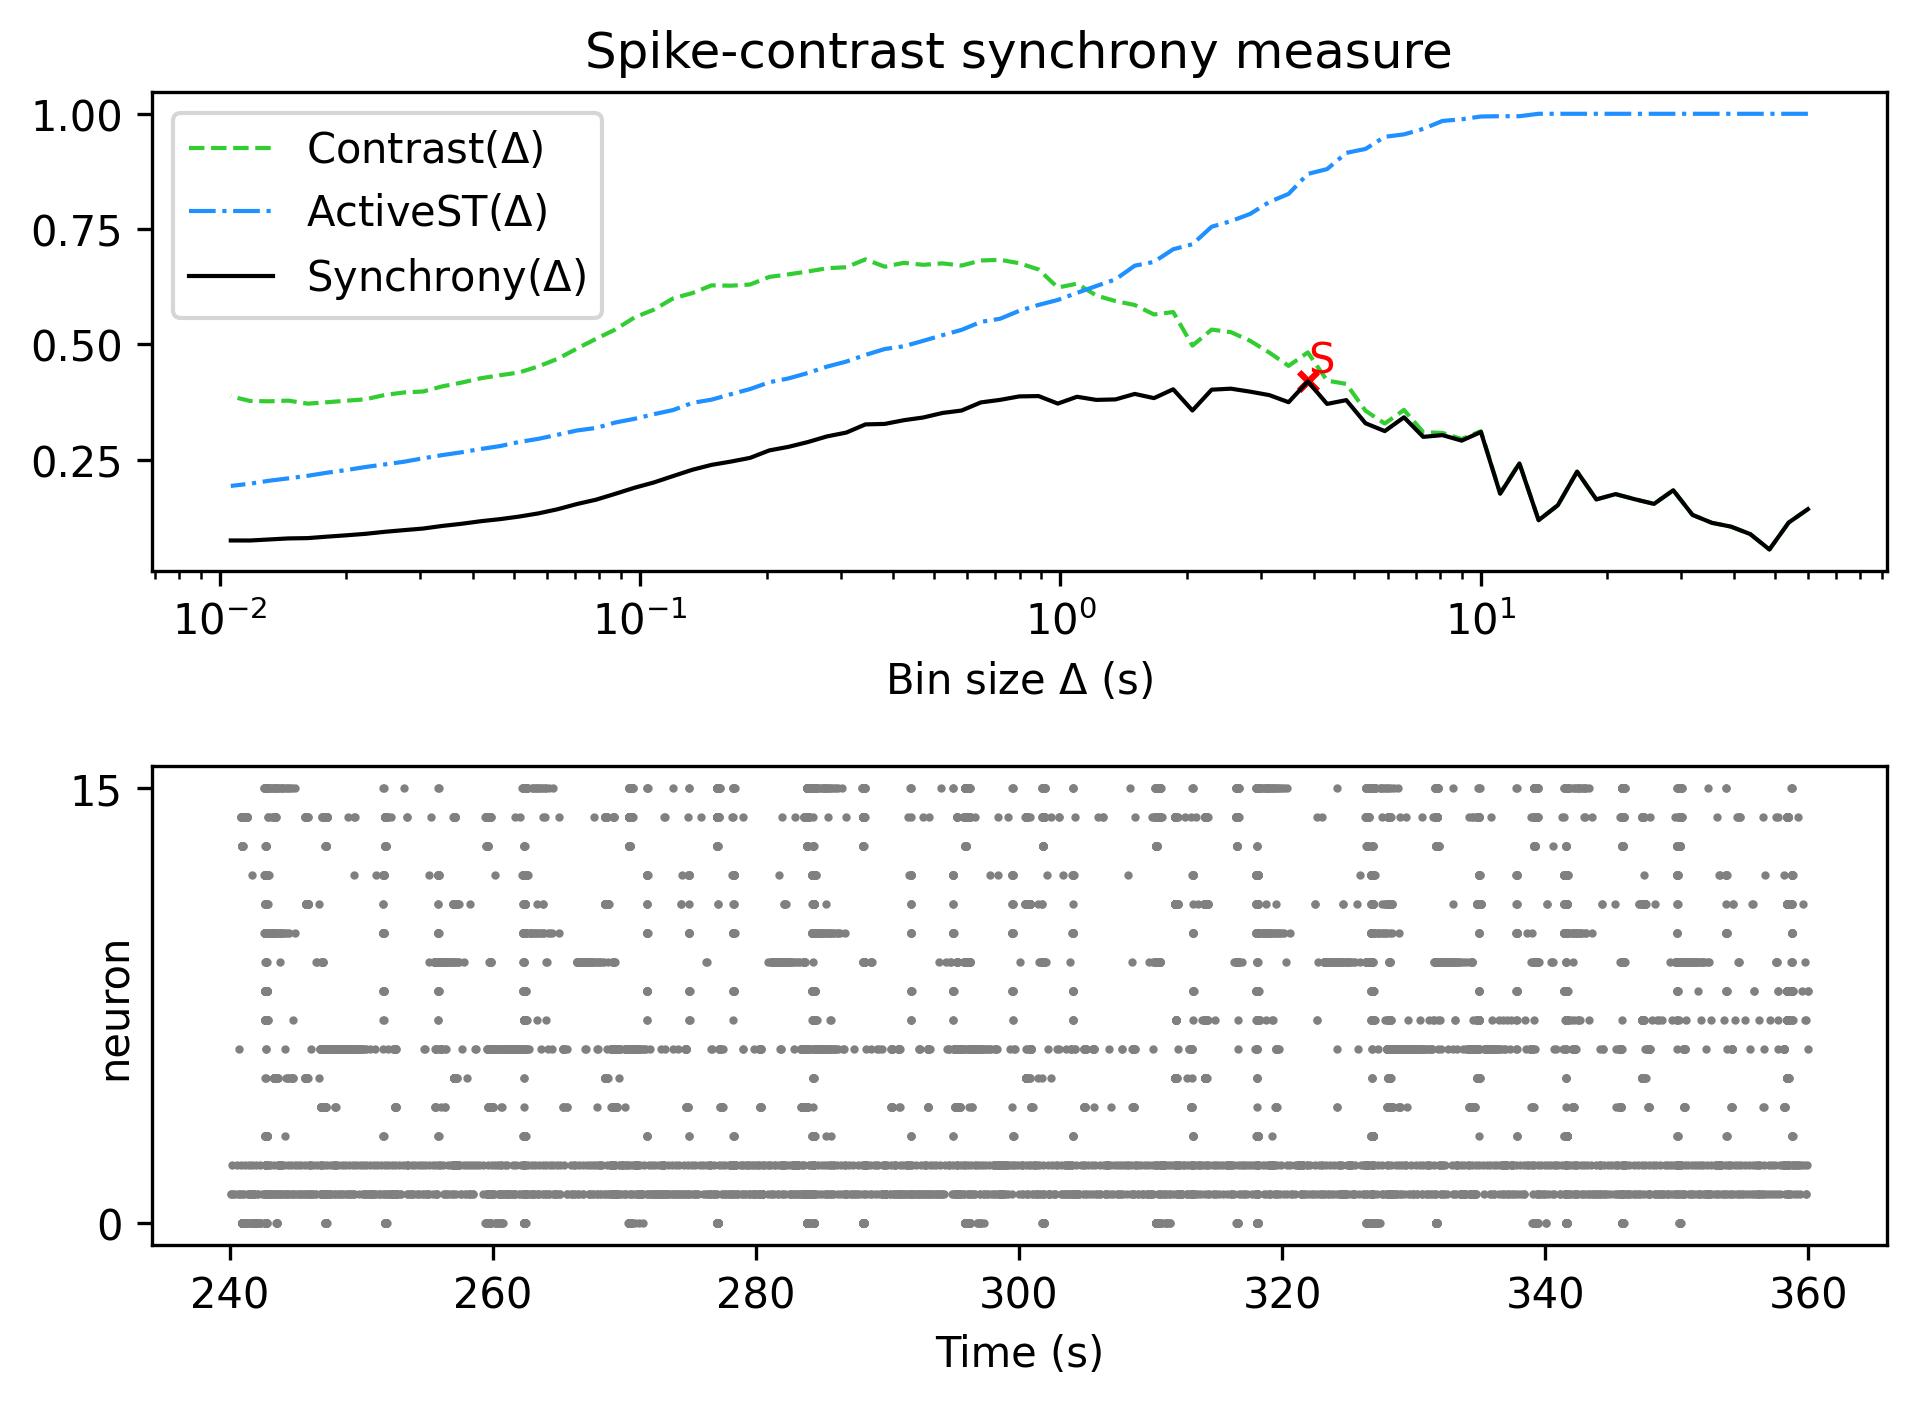 Spike-contrast synchrony measure
1.00
0.75
0.50
0.25
Contrast(Δ)
ActiveST(Δ)
Synchrony(Δ)
S
10⁻² 10⁻¹ 10⁰ 10¹
Bin size Δ (s)
15
0
neuron
240 260 280 300 320 340 360
Time (s)